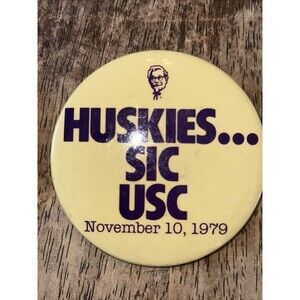 HUSKIES...
SIC
USC
November 10, 1979